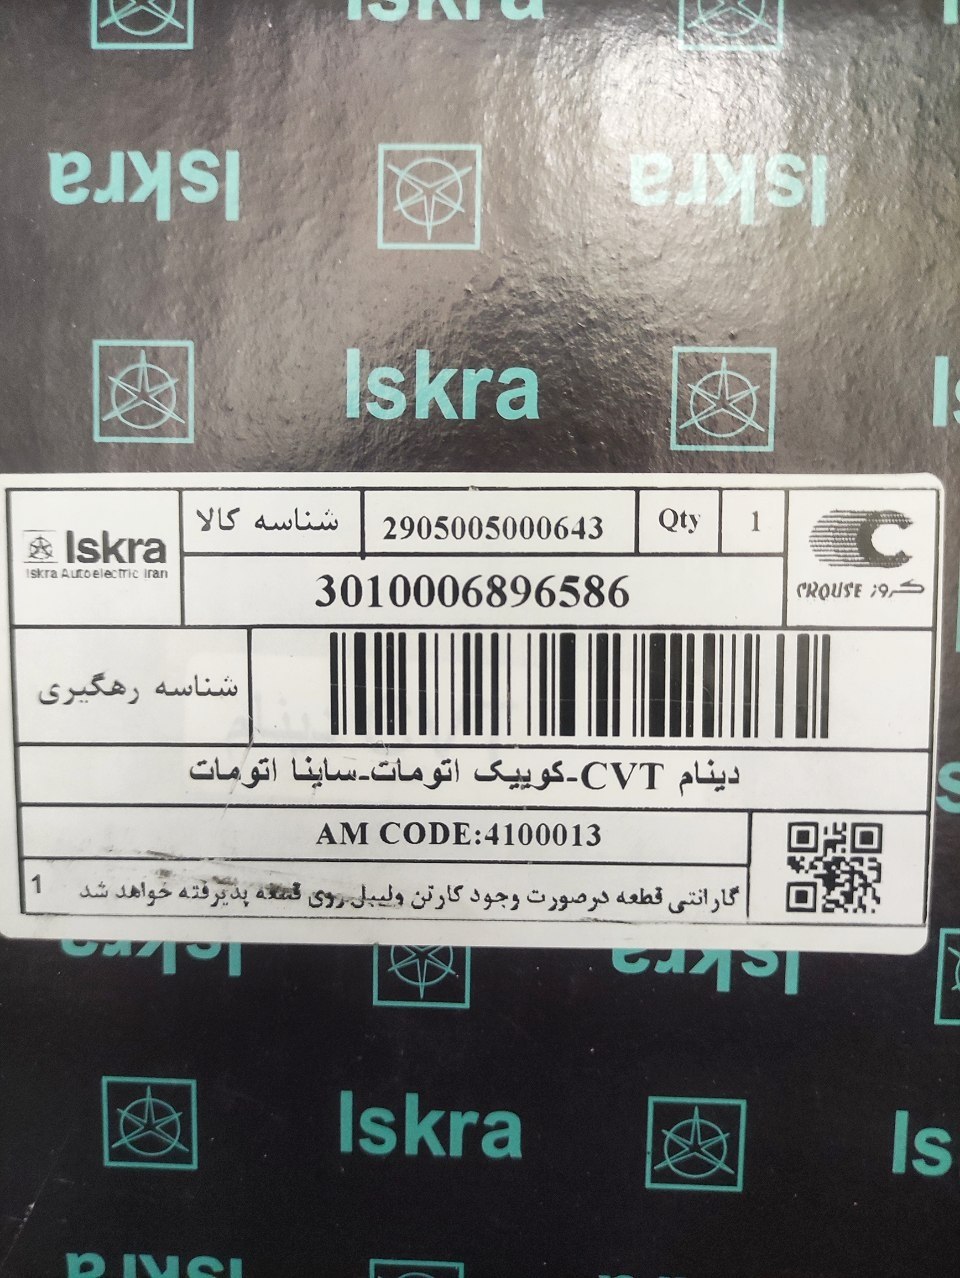 Iskra
Iskra Iskra
Iskra
Iskra
Iskra Autoelectric Iran
شناسه کالا 2905005000643 Qty 1
3010006896586
CROUSE کروز
شناسه رهگیری
دینام CVT-کوییک اتومات-ساینا اتومات
AM CODE:4100013
گارانتی قطعه درصورت وجود کارتن ولیبل روی قطعه پذیرفته خواهد شد 1
Iskra Iskra
Iskra
Iskra